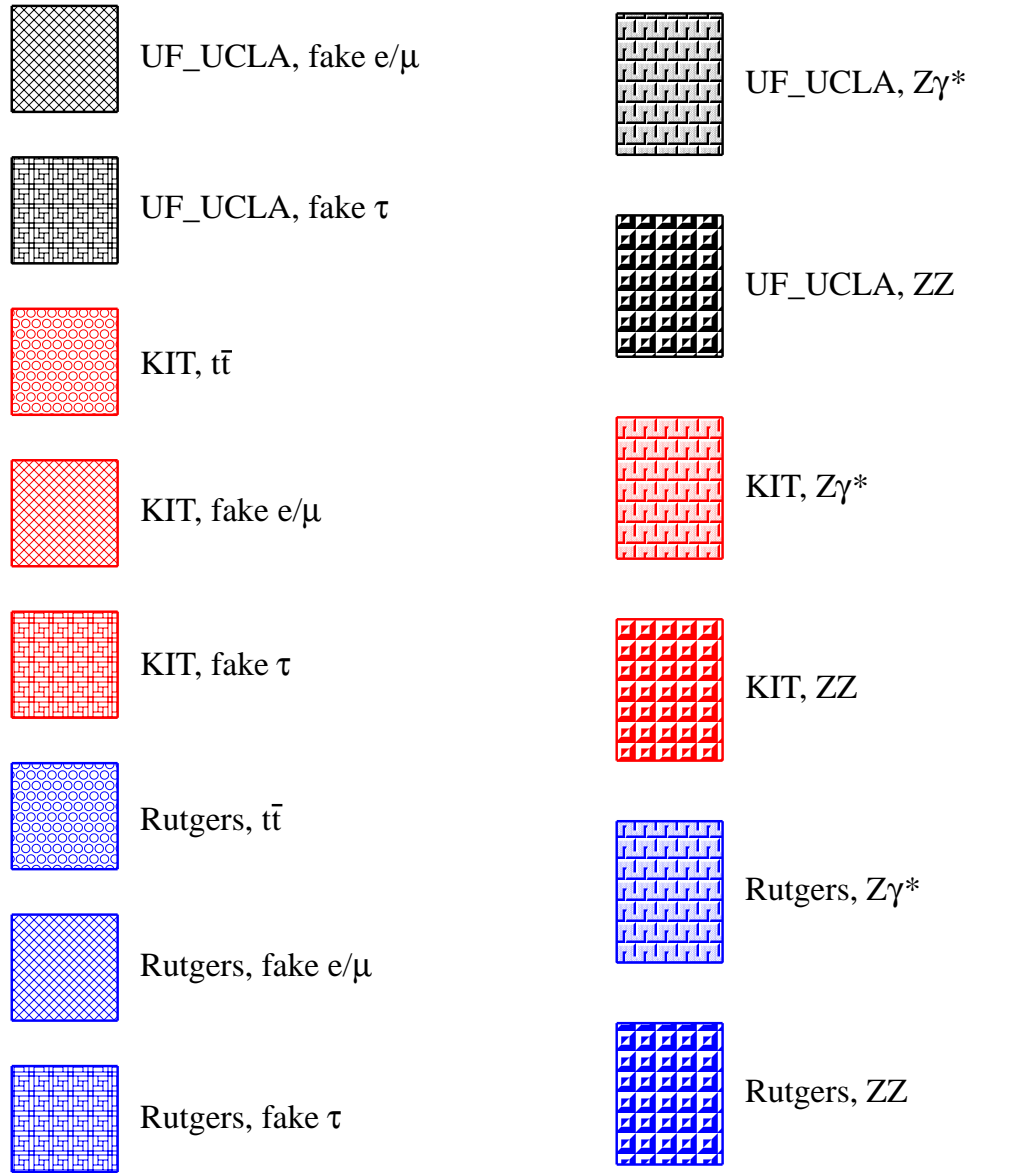 UF_UCLA, fake e/μ
UF_UCLA, fake τ
KIT, tt̄
KIT, fake e/μ
KIT, fake τ
Rutgers, tt̄
Rutgers, fake e/μ
Rutgers, fake τ
UF_UCLA, Zγ*
UF_UCLA, ZZ
KIT, Zγ*
KIT, ZZ
Rutgers, Zγ*
Rutgers, ZZ